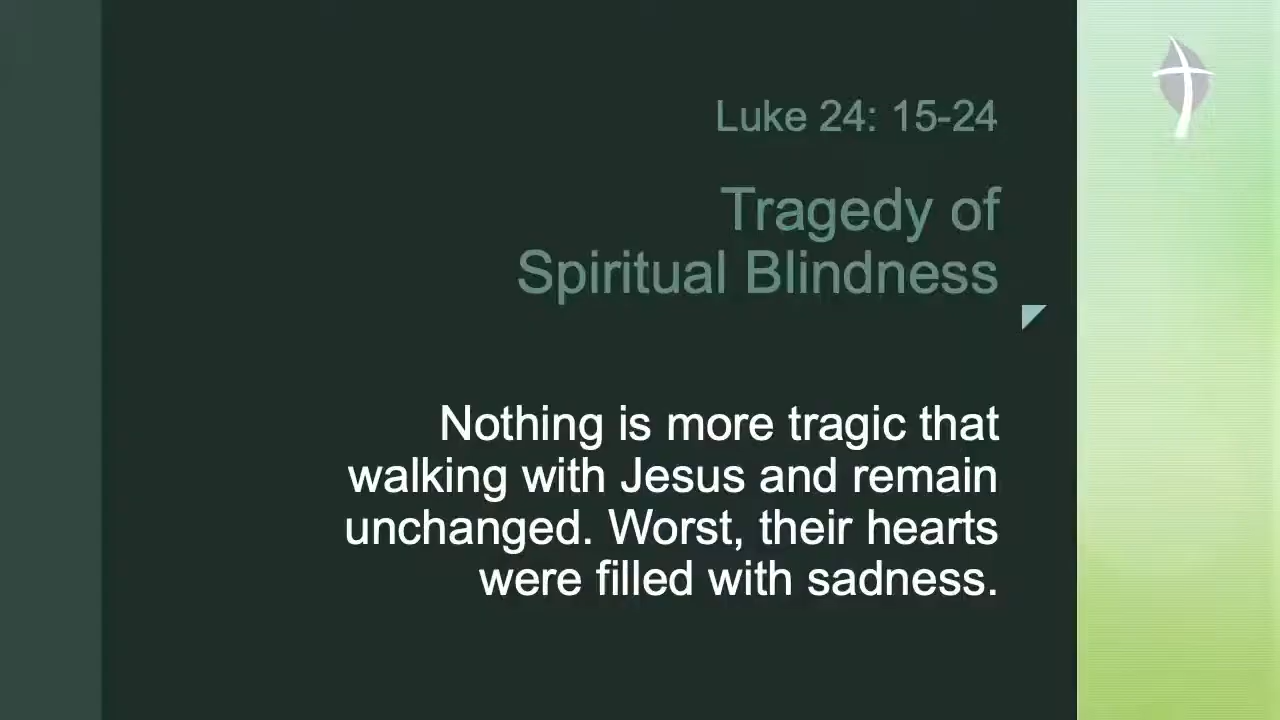 Luke 24: 15-24
Tragedy of
Spiritual Blindness
Nothing is more tragic that
walking with Jesus and remain
unchanged. Worst, their hearts
were filled with sadness.